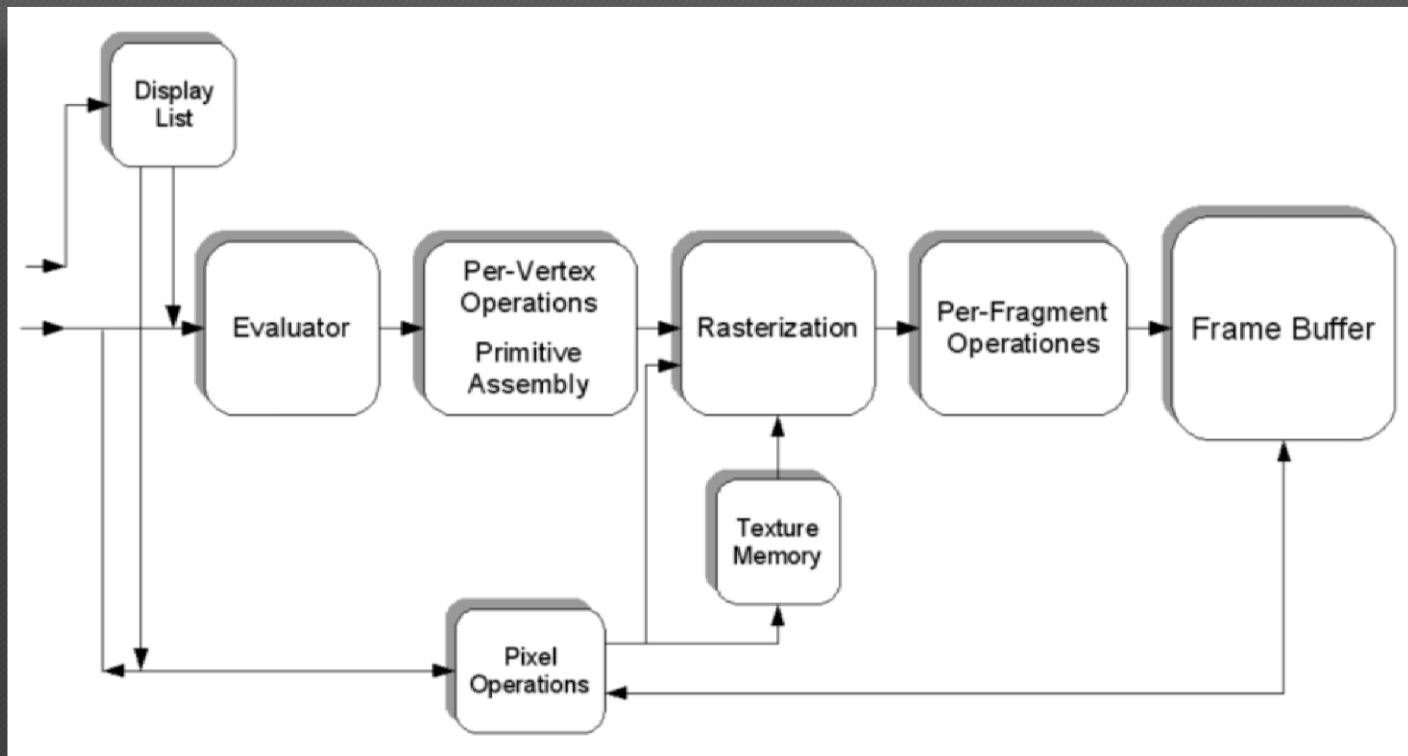 Display
List
Evaluator
Per-Vertex
Operations
Primitive
Assembly
Rasterization
Per-Fragment
Operationes
Frame Buffer
Texture
Memory
Pixel
Operations